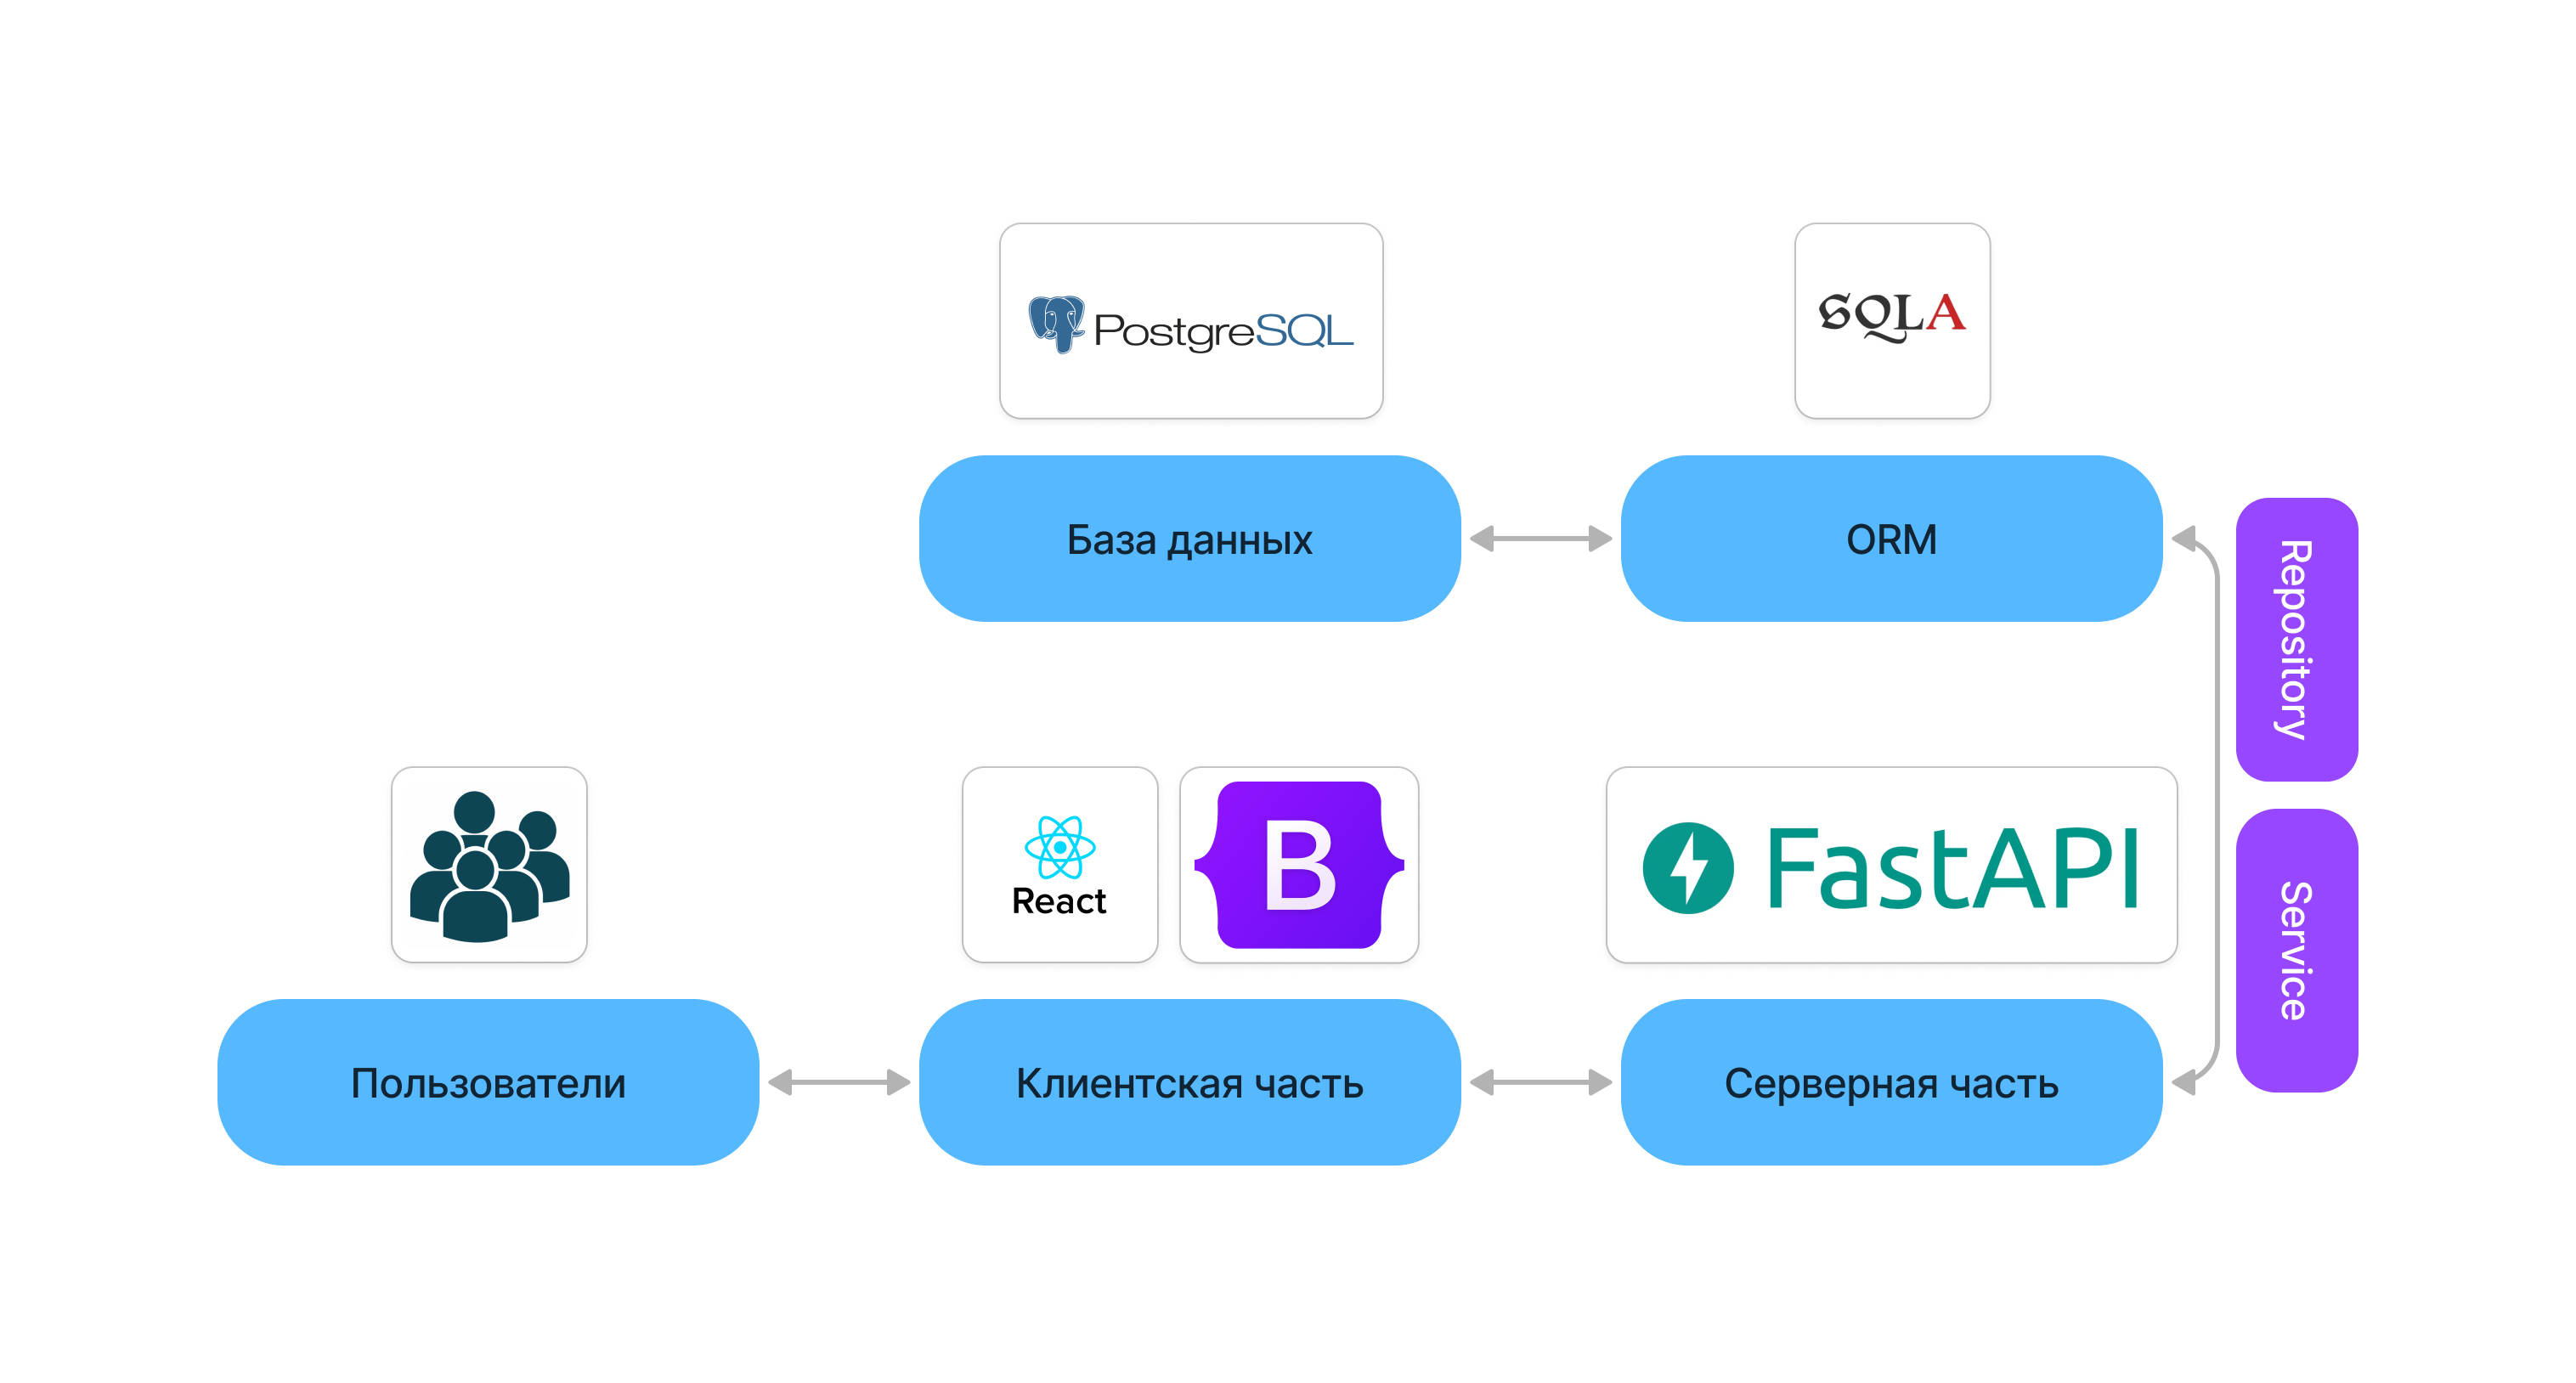 PostgreSQL
SQLA
База данных
ORM
Repository
React
B
FastAPI
Service
Пользователи
Клиентская часть
Серверная часть